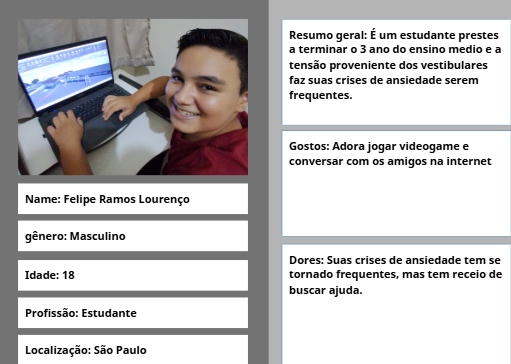 Name: Felipe Ramos Lourenço
gênero: Masculino
Idade: 18
Profissão: Estudante
Localização: São Paulo
Resumo geral: É um estudante prestes
a terminar o 3 ano do ensino medio e a
tensão proveniente dos vestibulares
faz suas crises de ansiedade serem
frequentes.
Gostos: Adora jogar videogame e
conversar com os amigos na internet
Dores: Suas crises de ansiedade tem se
tornado frequentes, mas tem receio de
buscar ajuda.